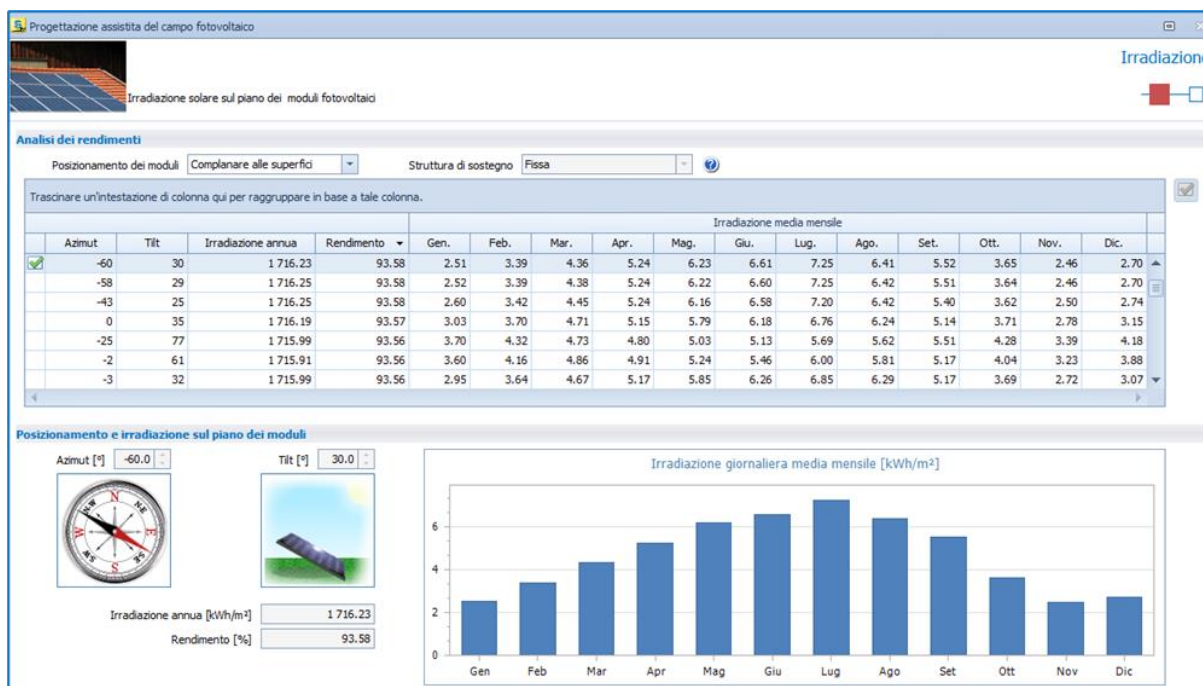 Progettazione assistita del campo fotovoltaico
Irradiazione
Irradiazione solare sul piano dei moduli fotovoltaici
Analisi dei rendimenti
Posizionamento dei moduli Complanare alle superfici Struttura di sostegno Fissa ?
Trascinare un'intestazione di colonna qui per raggruppare in base a tale colonna.
Irradiazione media mensile
Azimut Tilt Irradiazione annua Rendimento Gen. Feb. Mar. Apr. Mag. Giu. Lug. Ago. Set. Ott. Nov. Dic.
-60 30 1 716.23 93.58 2.51 3.39 4.36 5.24 6.23 6.61 7.25 6.41 5.52 3.65 2.46 2.70
-58 29 1 716.25 93.58 2.52 3.39 4.38 5.24 6.22 6.60 7.25 6.42 5.51 3.64 2.46 2.70
-43 25 1 716.25 93.58 2.60 3.42 4.45 5.24 6.16 6.58 7.20 6.42 5.40 3.62 2.50 2.74
0 35 1 716.19 93.57 3.03 3.70 4.71 5.15 5.79 6.18 6.76 6.24 5.14 3.71 2.78 3.15
-25 77 1 715.99 93.56 3.70 4.32 4.73 4.80 5.03 5.13 5.69 5.62 5.51 4.28 3.39 4.18
-2 61 1 715.91 93.56 3.60 4.16 4.86 4.91 5.24 5.46 6.00 5.81 5.17 4.04 3.23 3.88
-3 32 1 715.99 93.56 2.95 3.64 4.67 5.17 5.85 6.26 6.85 6.29 5.17 3.69 2.72 3.07
Posizionamento e irradiazione sul piano dei moduli
Azimut [°] -60.0 Tilt [°] 30.0
N
N-W N-E
W E
S-W S-E
S
Irradiazione annua [kWh/m²] 1 716.23
Rendimento [%] 93.58
Irradiazione giornaliera media mensile [kWh/m²]
6
4
2
0
Gen Feb Mar Apr Mag Giu Lug Ago Set Ott Nov Dic